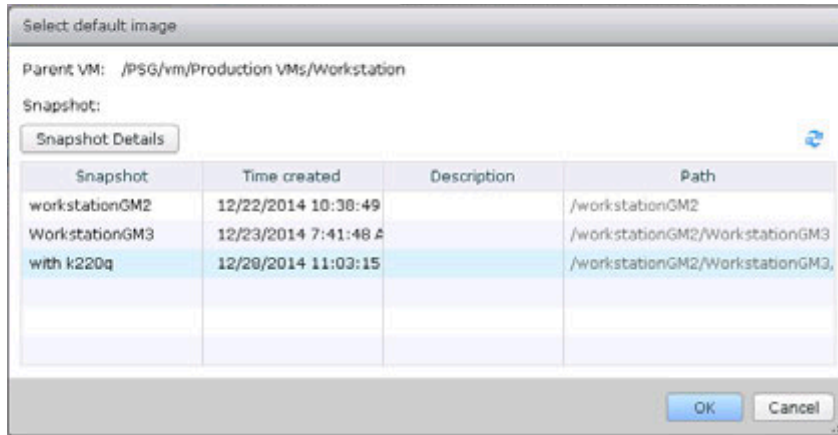 Select default image
Parent VM: /PSG/vm/Production VMs/Workstation
Snapshot:
Snapshot Details
Snapshot Time created Description Path
workstationGM2 12/22/2014 10:38:49 /workstationGM2
WorkstationGM3 12/23/2014 7:41:48 A /workstationGM2/WorkstationGM3
with k220q 12/28/2014 11:03:15 /workstationGM2/WorkstationGM3,
OK Cancel